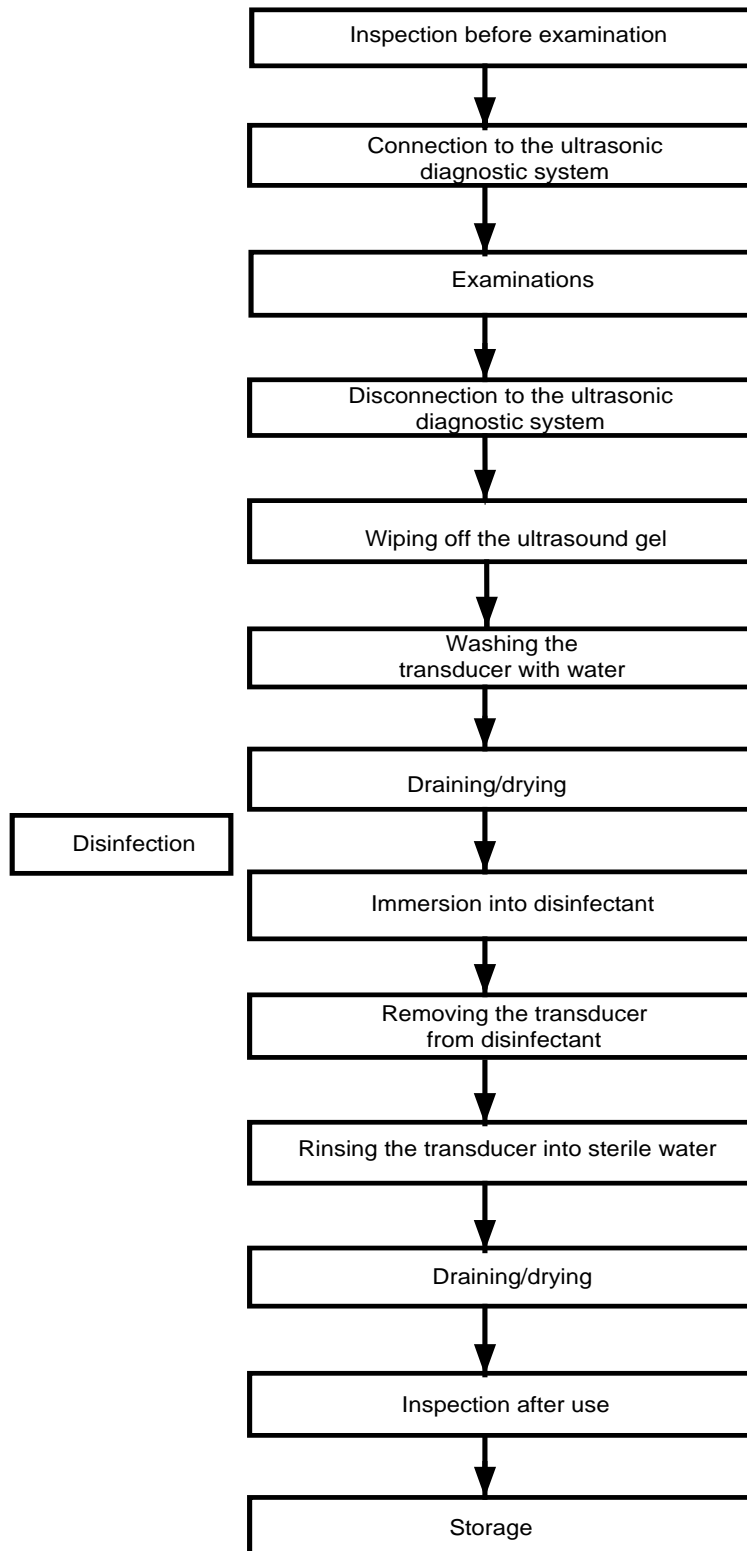 Inspection before examination
Connection to the ultrasonic
diagnostic system
Examinations
Disconnection to the ultrasonic
diagnostic system
Wiping off the ultrasound gel
Washing the
transducer with water
Draining/drying
Disinfection
Immersion into disinfectant
Removing the transducer
from disinfectant
Rinsing the transducer into sterile water
Draining/drying
Inspection after use
Storage